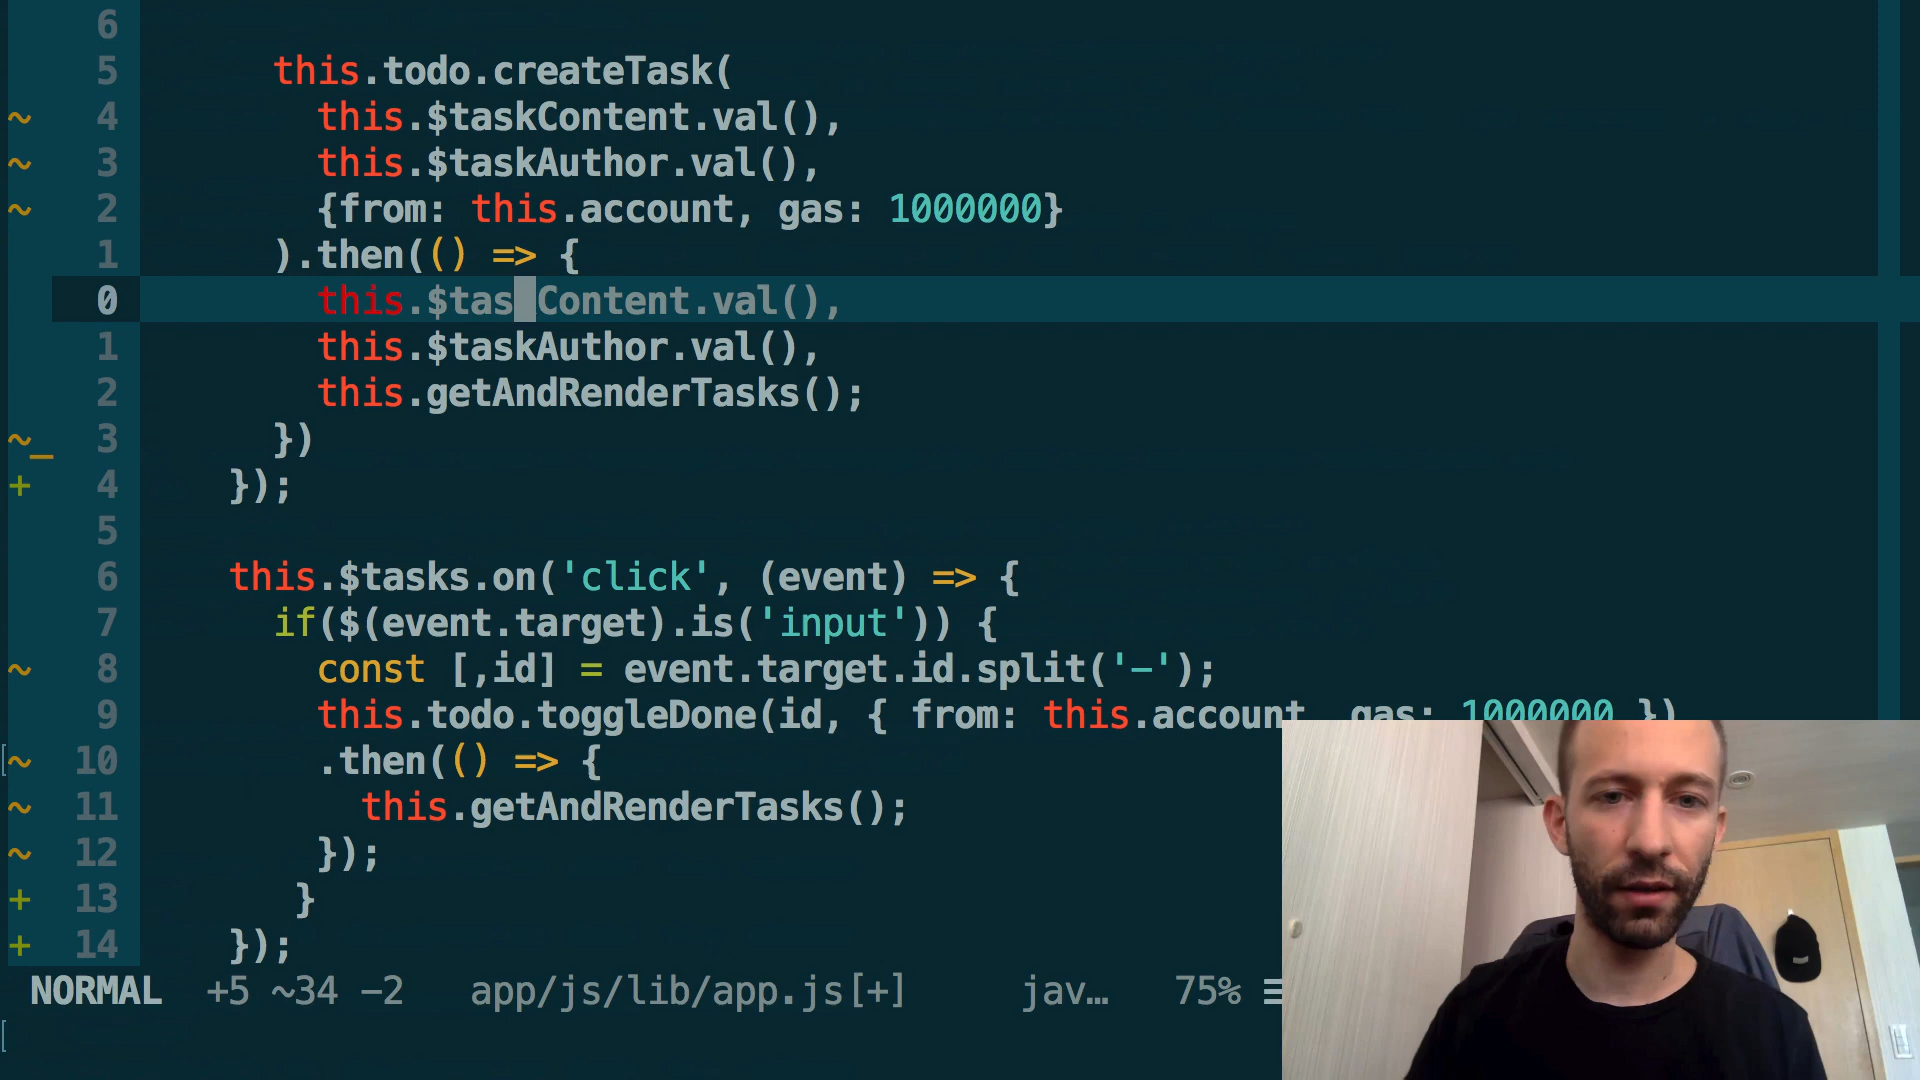 6
5 this.todo.createTask(
~ 4 this.$taskContent.val(),
~ 3 this.$taskAuthor.val(),
~ 2 {from: this.account, gas: 1000000}
1 ).then(() => {
0 this.$tas Content.val(),
1 this.$taskAuthor.val(),
2 this.getAndRenderTasks();
~_ 3 })
+ 4 });
5
6 this.$tasks.on('click', (event) => {
7 if($(event.target).is('input')) {
~ 8 const [,id] = event.target.id.split('-');
9 this.todo.toggleDone(id, { from: this.account, gas: 1000000 })
[~ 10 .then(() => {
~ 11 this.getAndRenderTasks();
~ 12 });
+ 13 }
+ 14 });
NORMAL +5 ~34 -2 app/js/lib/app.js[+] jav… 75% ☰
[